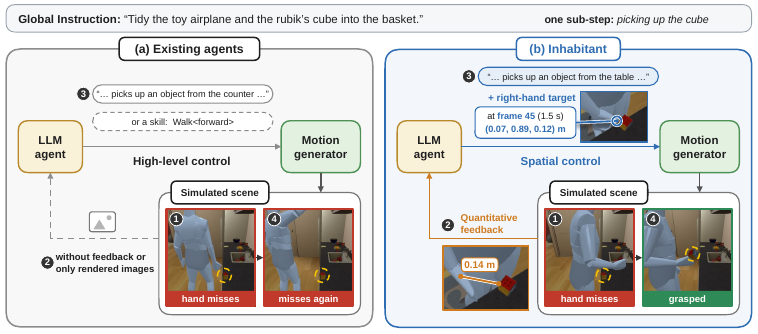 Global Instruction: “Tidy the toy airplane and the rubik’s cube into the basket.”
one sub-step: picking up the cube
(a) Existing agents
3 “… picks up an object from the counter …”
or a skill: Walk<forward>
LLM
agent
Motion
generator
High-level control
Simulated scene
2 without feedback or
only rendered images
1
hand misses
4
misses again
(b) Inhabitant
3 “… picks up an object from the table …”
+ right-hand target
at frame 45 (1.5 s)
(0.07, 0.89, 0.12) m
LLM
agent
Motion
generator
Spatial control
Simulated scene
2 Quantitative
feedback
0.14 m
1
hand misses
4
grasped